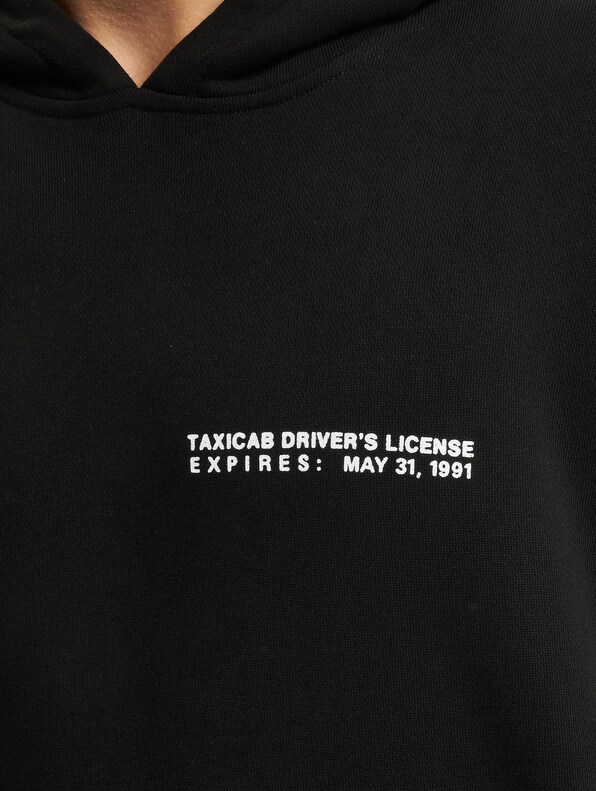 TAXICAB DRIVER'S LICENSE
EXPIRES: MAY 31, 1991